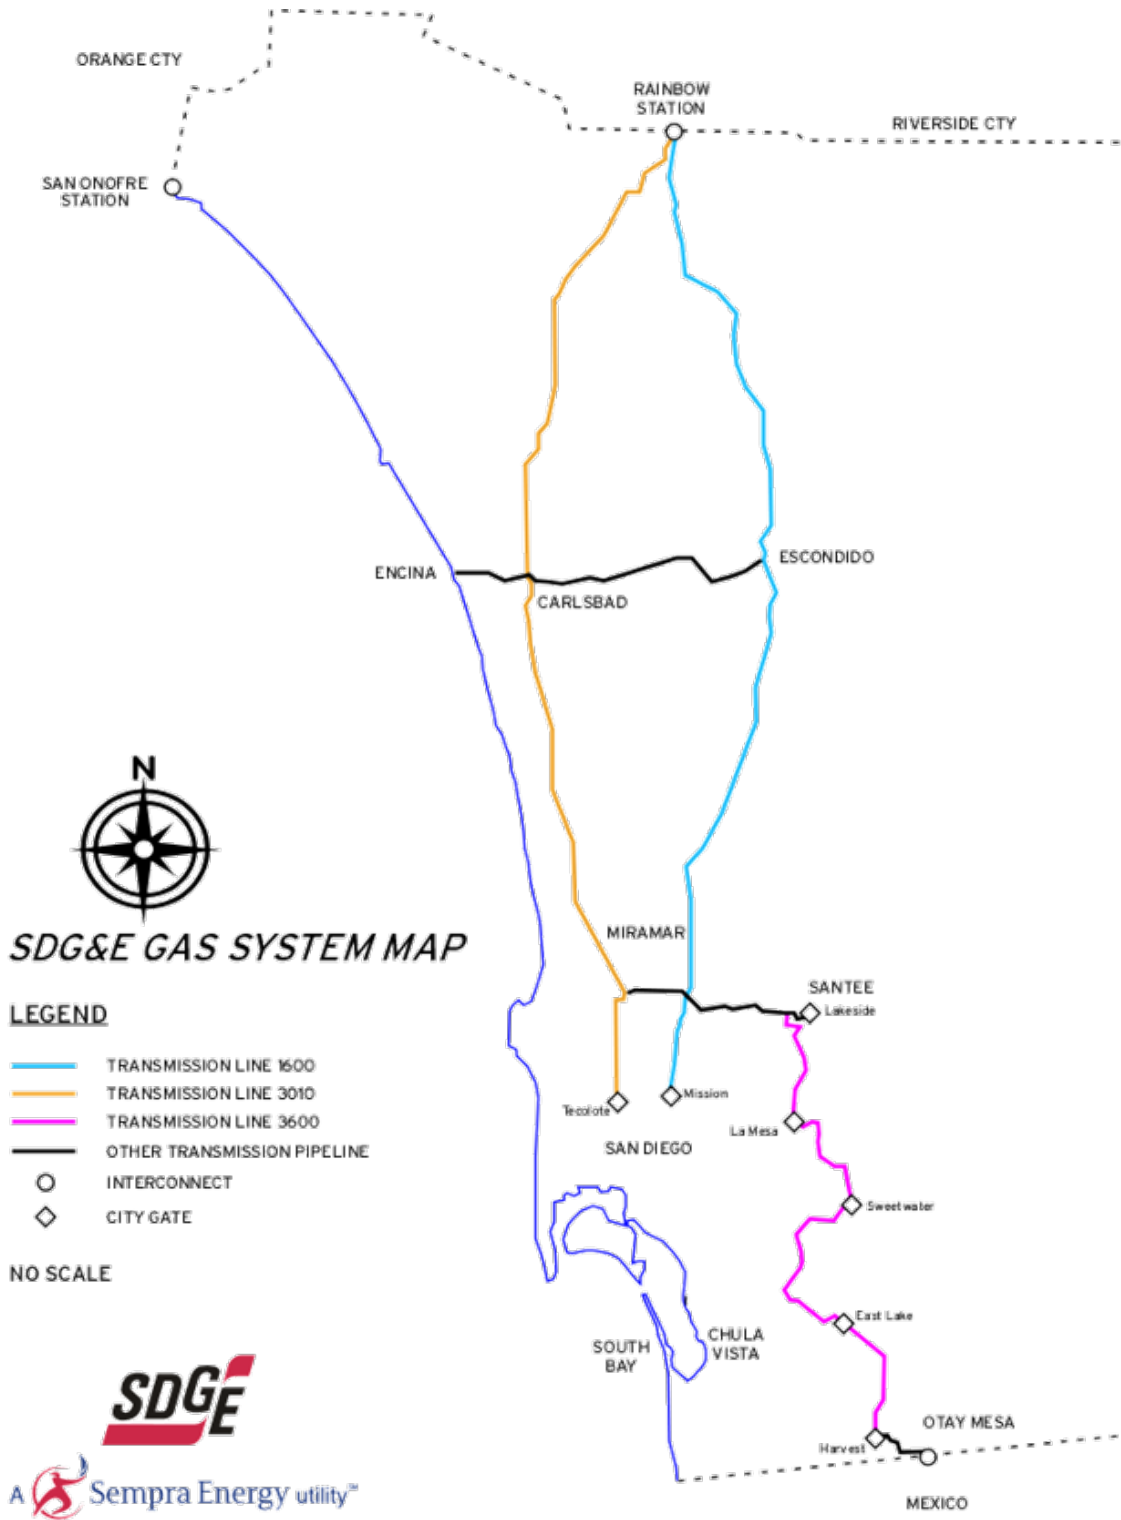 ORANGE CTY
RAINBOW
STATION
RIVERSIDE CTY
SAN ONOFRE
STATION
ESCONDIDO
ENCINA
CARLSBAD
N
MIRAMAR
SDG&E GAS SYSTEM MAP
SANTEE
Lakeside
LEGEND
TRANSMISSION LINE 1600
TRANSMISSION LINE 3010
TRANSMISSION LINE 3600
OTHER TRANSMISSION PIPELINE
INTERCONNECT
CITY GATE
NO SCALE
Tecolote
Mission
La Mesa
SAN DIEGO
Sweetwater
East Lake
SOUTH
BAY
CHULA
VISTA
OTAY MESA
Harvest
MEXICO
SDGE
A Sempra Energy utility™